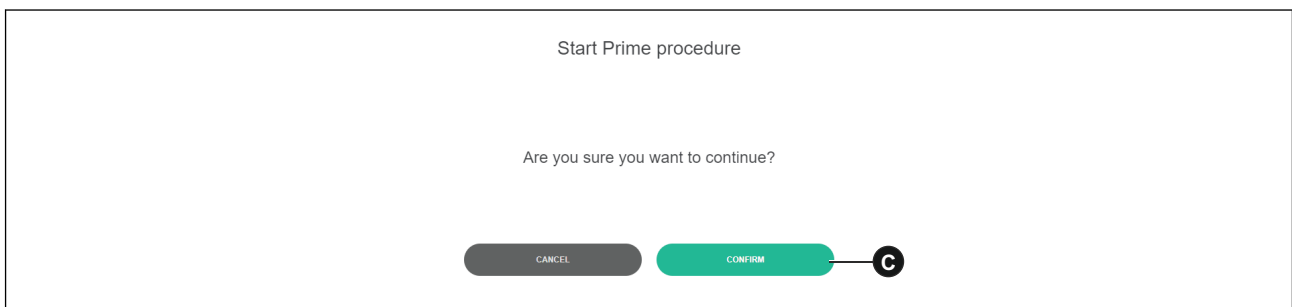 Start Prime procedure
Are you sure you want to continue?
CANCEL CONFIRM C